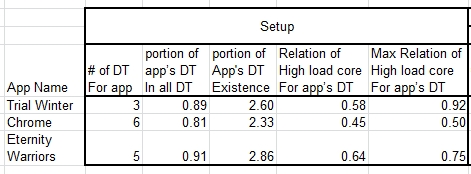 Setup
App Name # of DT For app portion of app's DT In all DT portion of App's DT Existence Relation of High load core For app's DT Max Relation of High load core For app's DT
Trial Winter 3 0.89 2.60 0.58 0.92
Chrome 6 0.81 2.33 0.45 0.50
Eternity Warriors 5 0.91 2.86 0.64 0.75